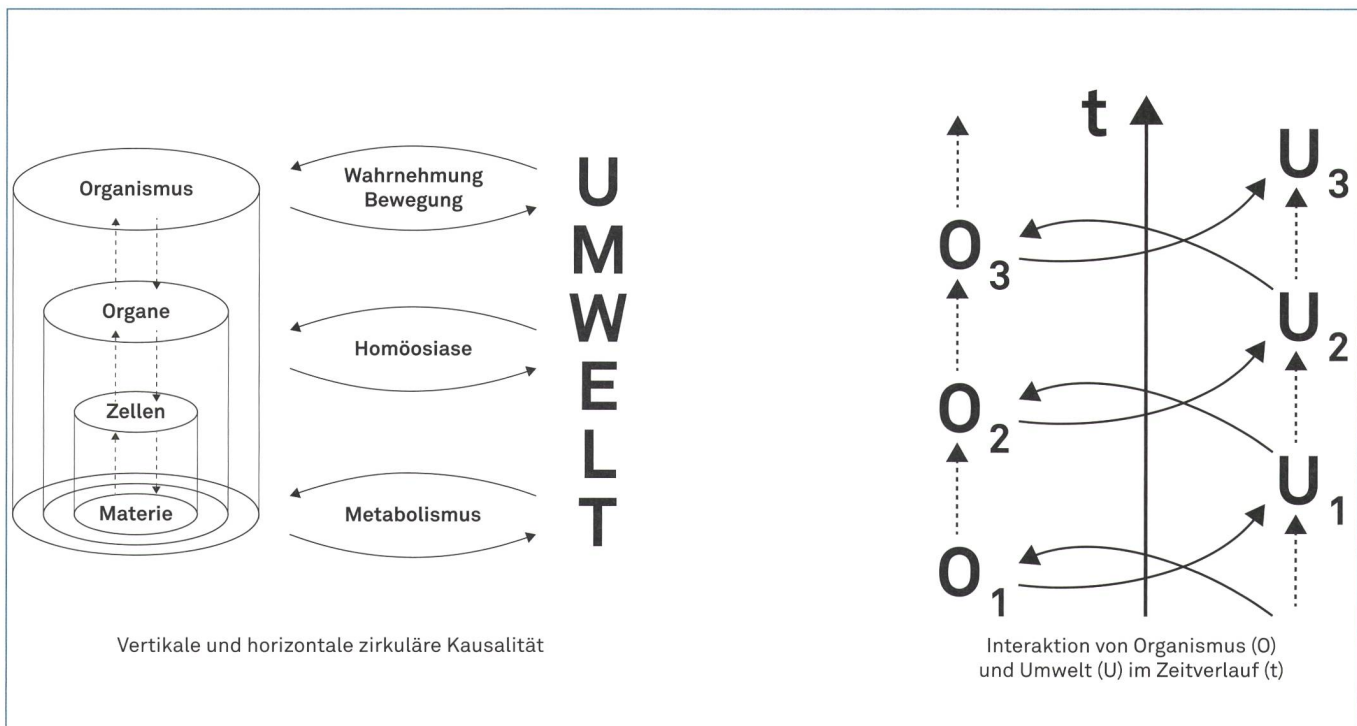 Organismus
Organe
Zellen
Materie
Wahrnehmung
Bewegung
Homöosiase
Metabolismus
UMWELT
Vertikale und horizontale zirkuläre Kausalität
t
U3
O3
U2
O2
U1
O1
Interaktion von Organismus (O)
und Umwelt (U) im Zeitverlauf (t)